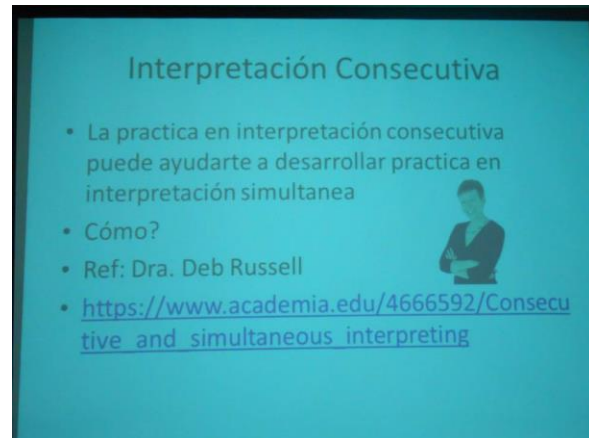 Interpretación Consecutiva
• La practica en interpretación consecutiva
puede ayudarte a desarrollar practica en
interpretación simultanea
• Cómo?
• Ref: Dra. Deb Russell
• https://www.academia.edu/4666592/Consecu
tive_and_simultaneous_interpreting